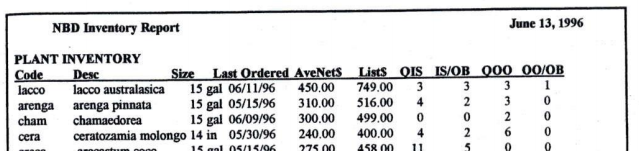 NBD Inventory Report June 13, 1996
PLANT INVENTORY
Code Desc Size Last Ordered AveNet$ List$ QIS IS/OB QOO OO/OB
lacco lacco australasica 15 gal 06/11/96 450.00 749.00 3 3 3 1
arenga arenga pinnata 15 gal 05/15/96 310.00 516.00 4 2 3 0
cham chamaedorea 15 gal 06/09/96 300.00 499.00 0 0 2 0
cera ceratozamia molongo 14 in 05/30/96 240.00 400.00 4 2 6 0
15 gal 05/15/96 275.00 458.00 11 5 0 0